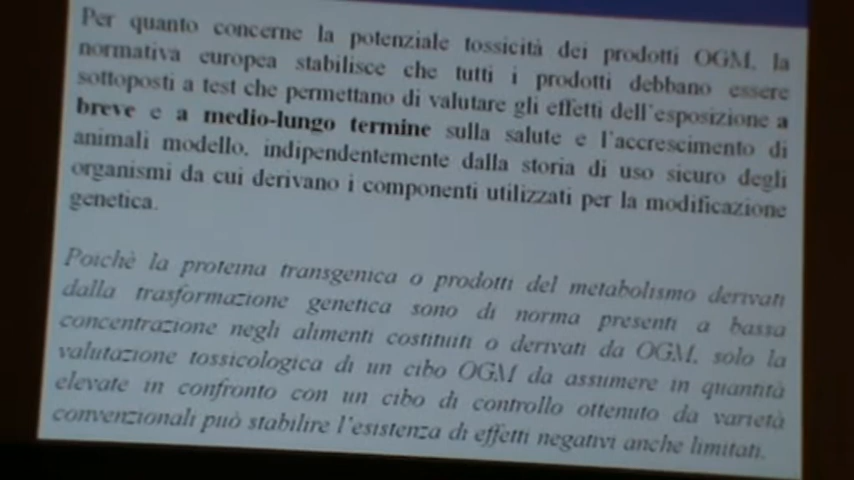 Per quanto concerne la potenziale tossicità dei prodotti OGM, la
normativa europea stabilisce che tutti i prodotti debbano essere
sottoposti a test che permettano di valutare gli effetti dell'esposizione a
breve e a medio-lungo termine sulla salute e l'accrescimento di
animali modello, indipendentemente dalla storia di uso sicuro degli
organismi da cui derivano i componenti utilizzati per la modificazione
genetica.
Poichè la proteina transgenica o prodotti del metabolismo derivati
dalla trasformazione genetica sono di norma presenti a bassa
concentrazione negli alimenti costituiti o derivati da OGM, solo la
valutazione tossicologica di un cibo OGM da assumere in quantità
elevate in confronto con un cibo di controllo ottenuto da varietà
convenzionali può stabilire l'esistenza di effetti negativi anche limitati.